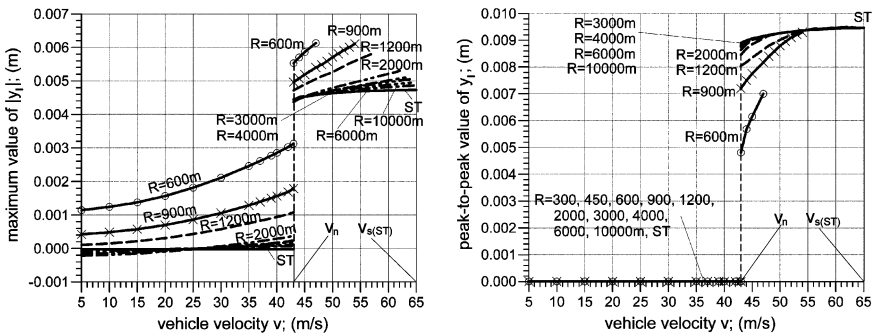 0.007
0.006
0.005
0.004
0.003
0.002
0.001
0.000
-0.001
maximum value of |yₗ|; (m)
R=600m
R=900m
R=1200m
R=2000m
ST
R=3000m
R=4000m
R=6000m
R=10000m
R=600m
R=900m
R=1200m
R=2000m
ST
Vn
Vs(ST)
5 10 15 20 25 30 35 40 45 50 55 60 65
vehicle velocity v; (m/s)
0.010
0.009
0.008
0.007
0.006
0.005
0.004
0.003
0.002
0.001
0.000
peak-to-peak value of yₗ; (m)
R=3000m
R=4000m
R=6000m
R=10000m
ST
R=2000m
R=1200m
R=900m
R=600m
R=300, 450, 600, 900, 1200,
2000, 3000, 4000,
6000, 10000m, ST
Vn
Vs(ST)
5 10 15 20 25 30 35 40 45 50 55 60 65
vehicle velocity v; (m/s)